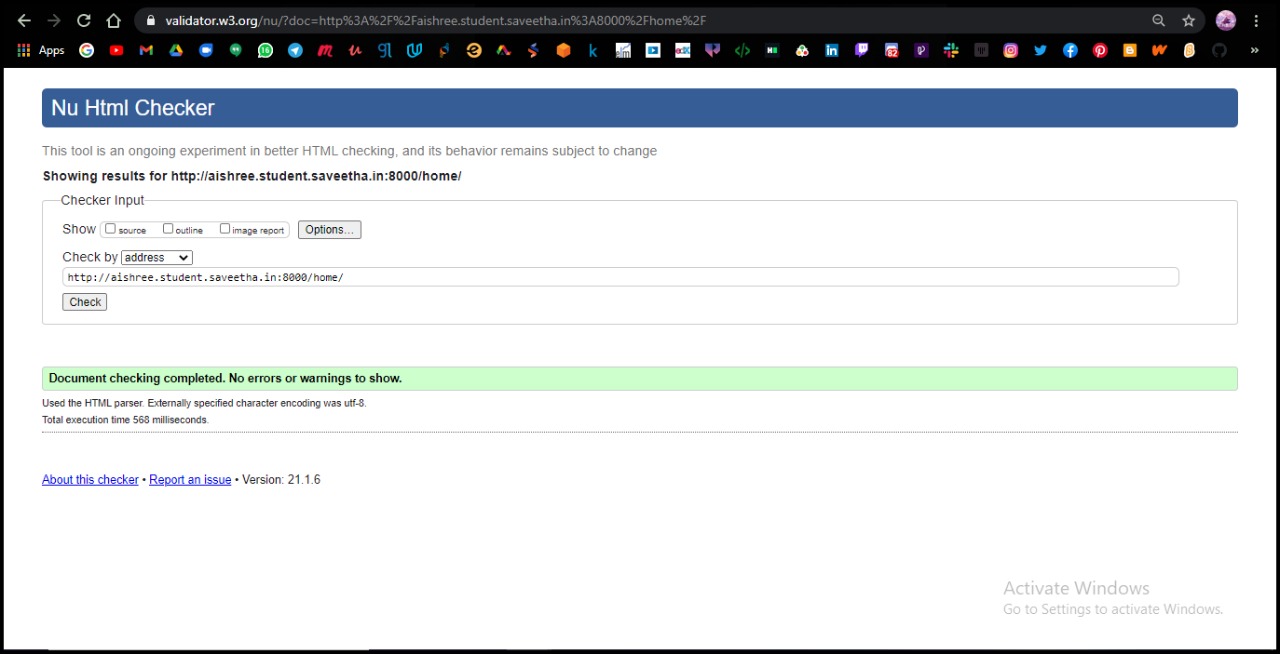 validator.w3.org/nu/?doc=http%3A%2F%2Faishree.student.saveetha.in%3A8000%2Fhome%2F
Apps
Nu Html Checker
This tool is an ongoing experiment in better HTML checking, and its behavior remains subject to change
Showing results for http://aishree.student.saveetha.in:8000/home/
Checker Input
Show source outline image report Options...
Check by address
http://aishree.student.saveetha.in:8000/home/
Check
Document checking completed. No errors or warnings to show.
Used the HTML parser. Externally specified character encoding was utf-8.
Total execution time 568 milliseconds.
About this checker • Report an issue • Version: 21.1.6
Activate Windows
Go to Settings to activate Windows.